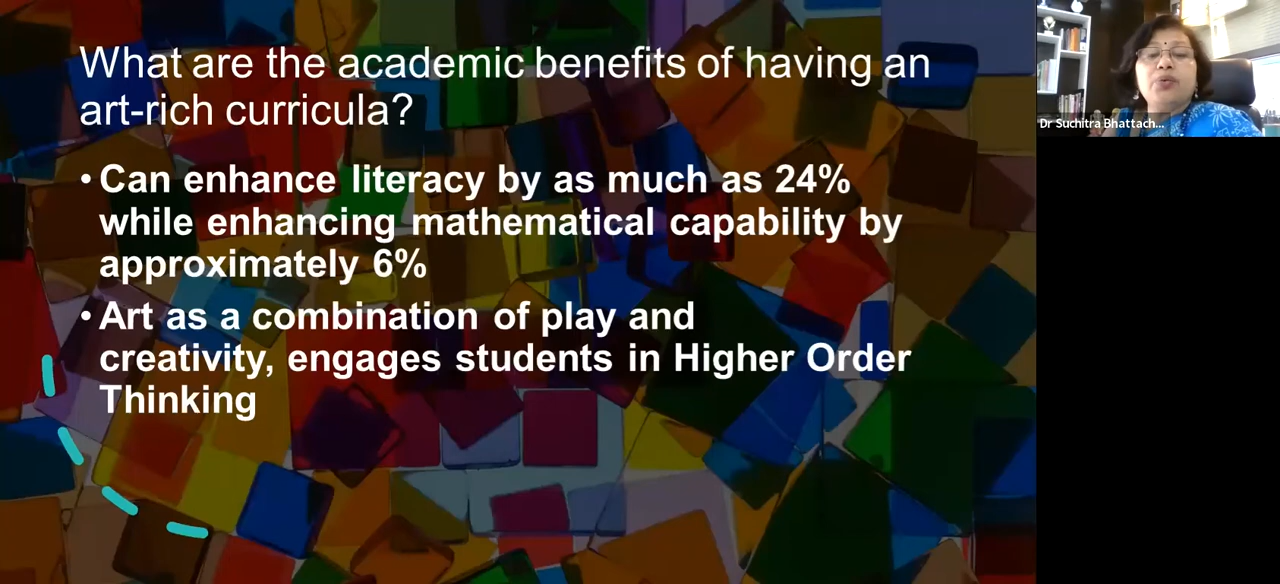 What are the academic benefits of having an
art-rich curricula?
• Can enhance literacy by as much as 24%
while enhancing mathematical capability by
approximately 6%
• Art as a combination of play and
creativity, engages students in Higher Order
Thinking
Dr Suchitra Bhattach...